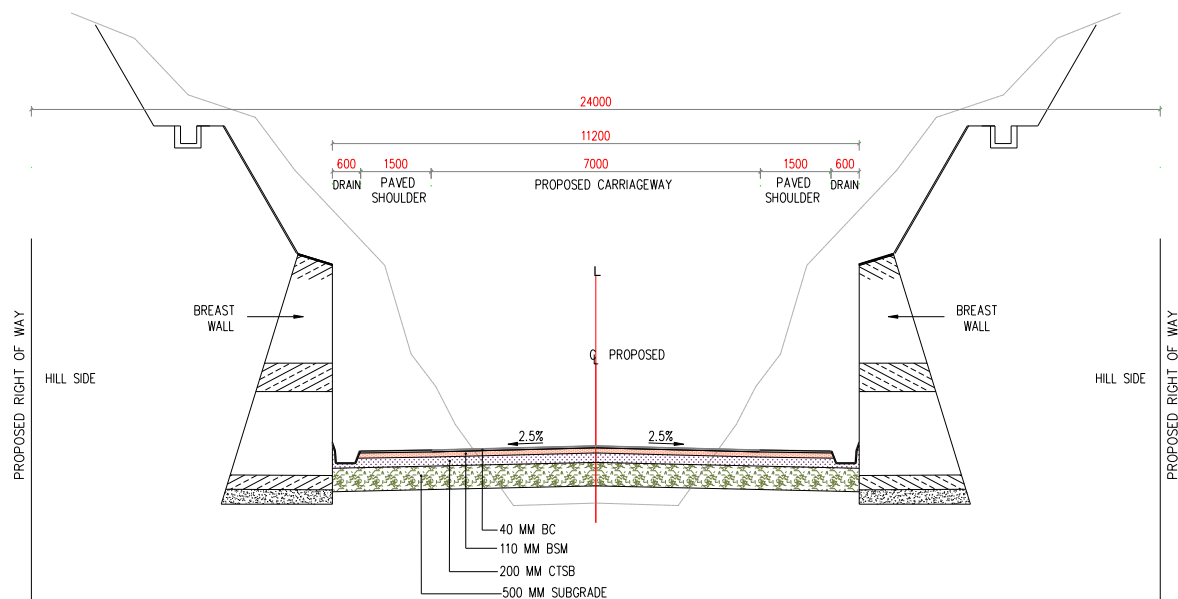 24000
11200
600
1500
7000
1500
600
DRAIN
PAVED
SHOULDER
PROPOSED CARRIAGEWAY
PAVED
SHOULDER
DRAIN
L
BREAST
WALL
BREAST
WALL
℄ PROPOSED
HILL SIDE
HILL SIDE
PROPOSED RIGHT OF WAY
PROPOSED RIGHT OF WAY
2.5%
2.5%
40 MM BC
110 MM BSM
200 MM CTSB
500 MM SUBGRADE